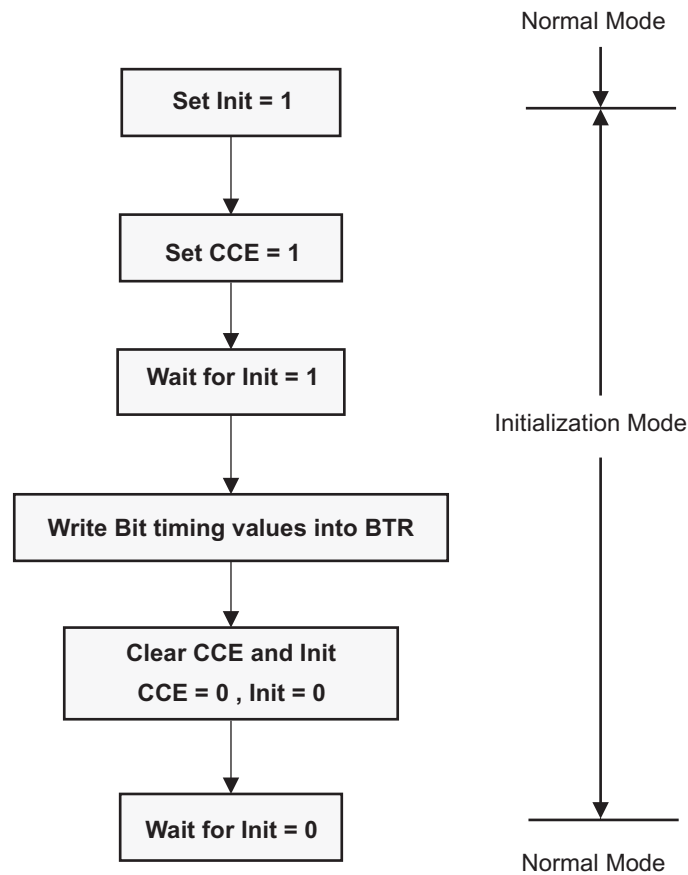 Normal Mode
Set Init = 1
Set CCE = 1
Wait for Init = 1
Initialization Mode
Write Bit timing values into BTR
Clear CCE and Init
CCE = 0 , Init = 0
Wait for Init = 0
Normal Mode